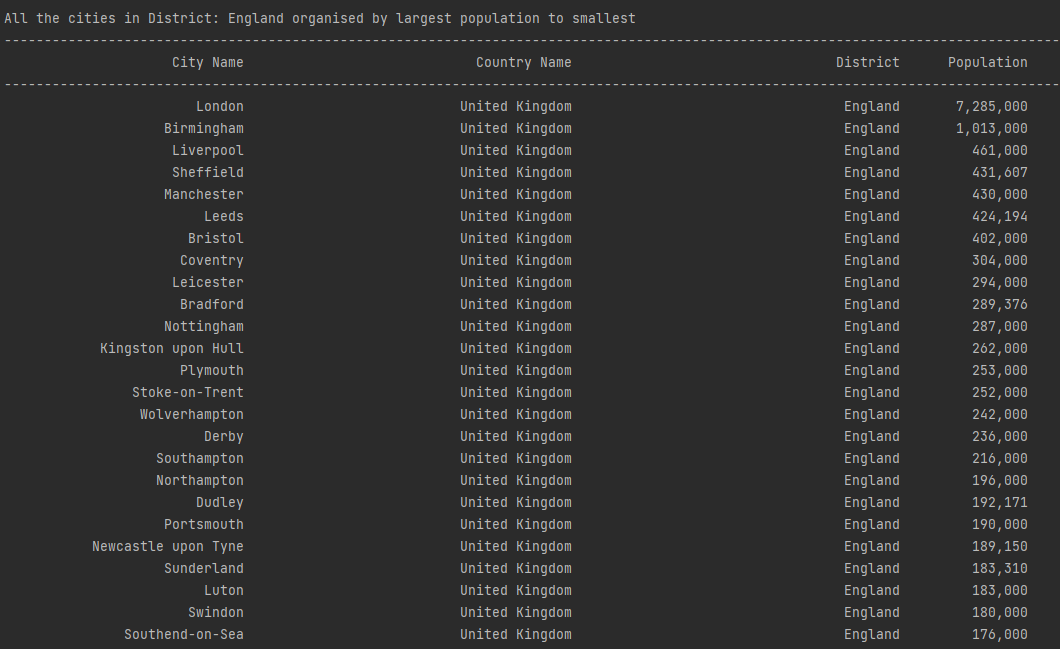 All the cities in District: England organised by largest population to smallest
------------------------------------------------------------------------------------------------------------------------------------
City Name Country Name District Population
------------------------------------------------------------------------------------------------------------------------------------
London United Kingdom England 7,285,000
Birmingham United Kingdom England 1,013,000
Liverpool United Kingdom England 461,000
Sheffield United Kingdom England 431,607
Manchester United Kingdom England 430,000
Leeds United Kingdom England 424,194
Bristol United Kingdom England 402,000
Coventry United Kingdom England 304,000
Leicester United Kingdom England 294,000
Bradford United Kingdom England 289,376
Nottingham United Kingdom England 287,000
Kingston upon Hull United Kingdom England 262,000
Plymouth United Kingdom England 253,000
Stoke-on-Trent United Kingdom England 252,000
Wolverhampton United Kingdom England 242,000
Derby United Kingdom England 236,000
Southampton United Kingdom England 216,000
Northampton United Kingdom England 196,000
Dudley United Kingdom England 192,171
Portsmouth United Kingdom England 190,000
Newcastle upon Tyne United Kingdom England 189,150
Sunderland United Kingdom England 183,310
Luton United Kingdom England 183,000
Swindon United Kingdom England 180,000
Southend-on-Sea United Kingdom England 176,000